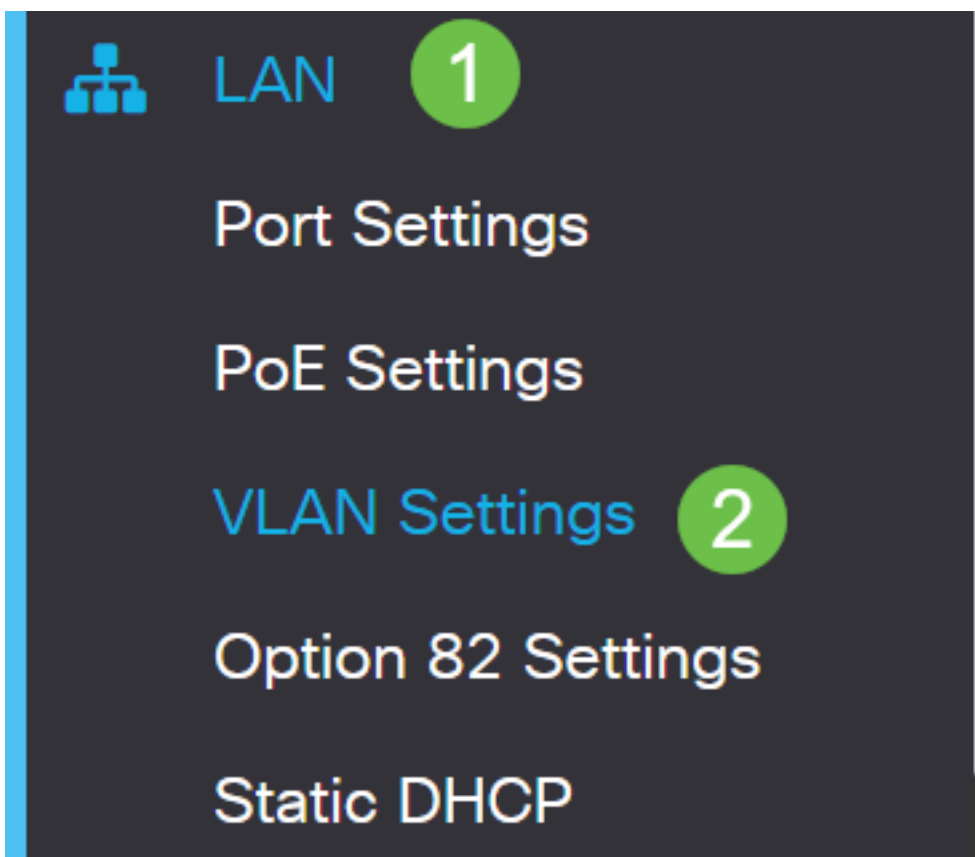 LAN 1
Port Settings
PoE Settings
VLAN Settings 2
Option 82 Settings
Static DHCP